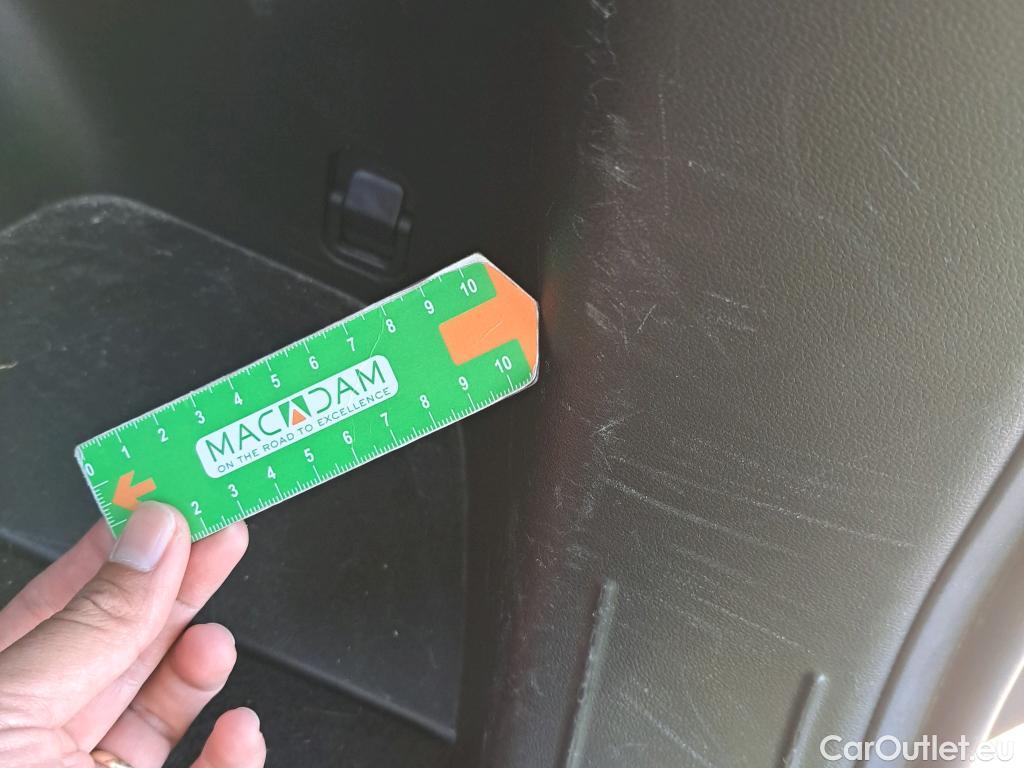 0 1 2 3 4 5 6 7 8 9 10
MACADAM
ON THE ROAD TO EXCELLENCE
2 3 4 5 6 7 8 9 10
CarOutlet.eu